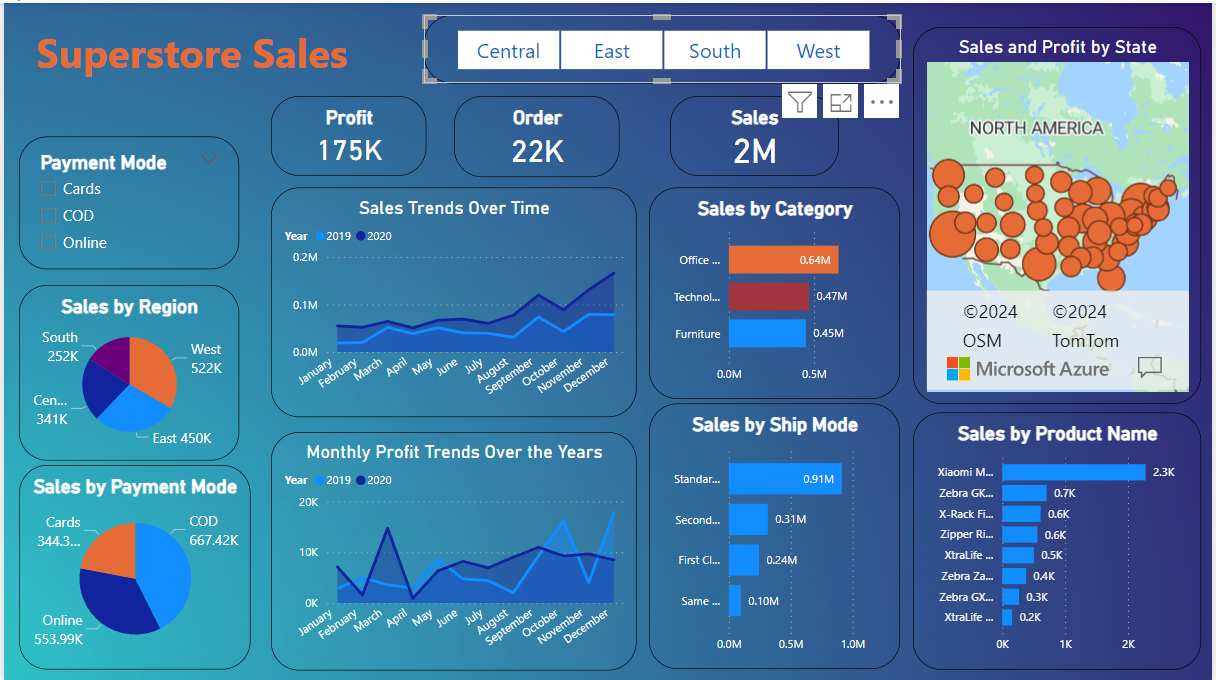 Superstore Sales
Central
East
South
West
Profit
175K
Order
22K
Sales
2M
Payment Mode
Cards
COD
Online
Sales by Region
South
252K
West
522K
Cen...
341K
East 450K
Sales by Payment Mode
Cards
344.3...
COD
667.42K
Online
553.99K
Sales Trends Over Time
Year 2019 2020
0.2M
0.1M
0.0M
January
February
March
April
May
June
July
August
September
October
November
December
Monthly Profit Trends Over the Years
Year 2019 2020
20K
10K
0K
January
February
March
April
May
June
July
August
September
October
November
December
Sales by Category
Office ... 0.64M
Technol... 0.47M
Furniture 0.45M
0.0M 0.5M
Sales by Ship Mode
Standar... 0.91M
Second... 0.31M
First Cl... 0.24M
Same ... 0.10M
0.0M 0.5M 1.0M
Sales and Profit by State
NORTH AMERICA
©2024 ©2024
OSM TomTom
Microsoft Azure
Sales by Product Name
Xiaomi M... 2.3K
Zebra GK... 0.7K
X-Rack Fi... 0.6K
Zipper Ri... 0.6K
XtraLife ... 0.5K
Zebra Za... 0.4K
Zebra GX... 0.3K
XtraLife ... 0.2K
0K 1K 2K